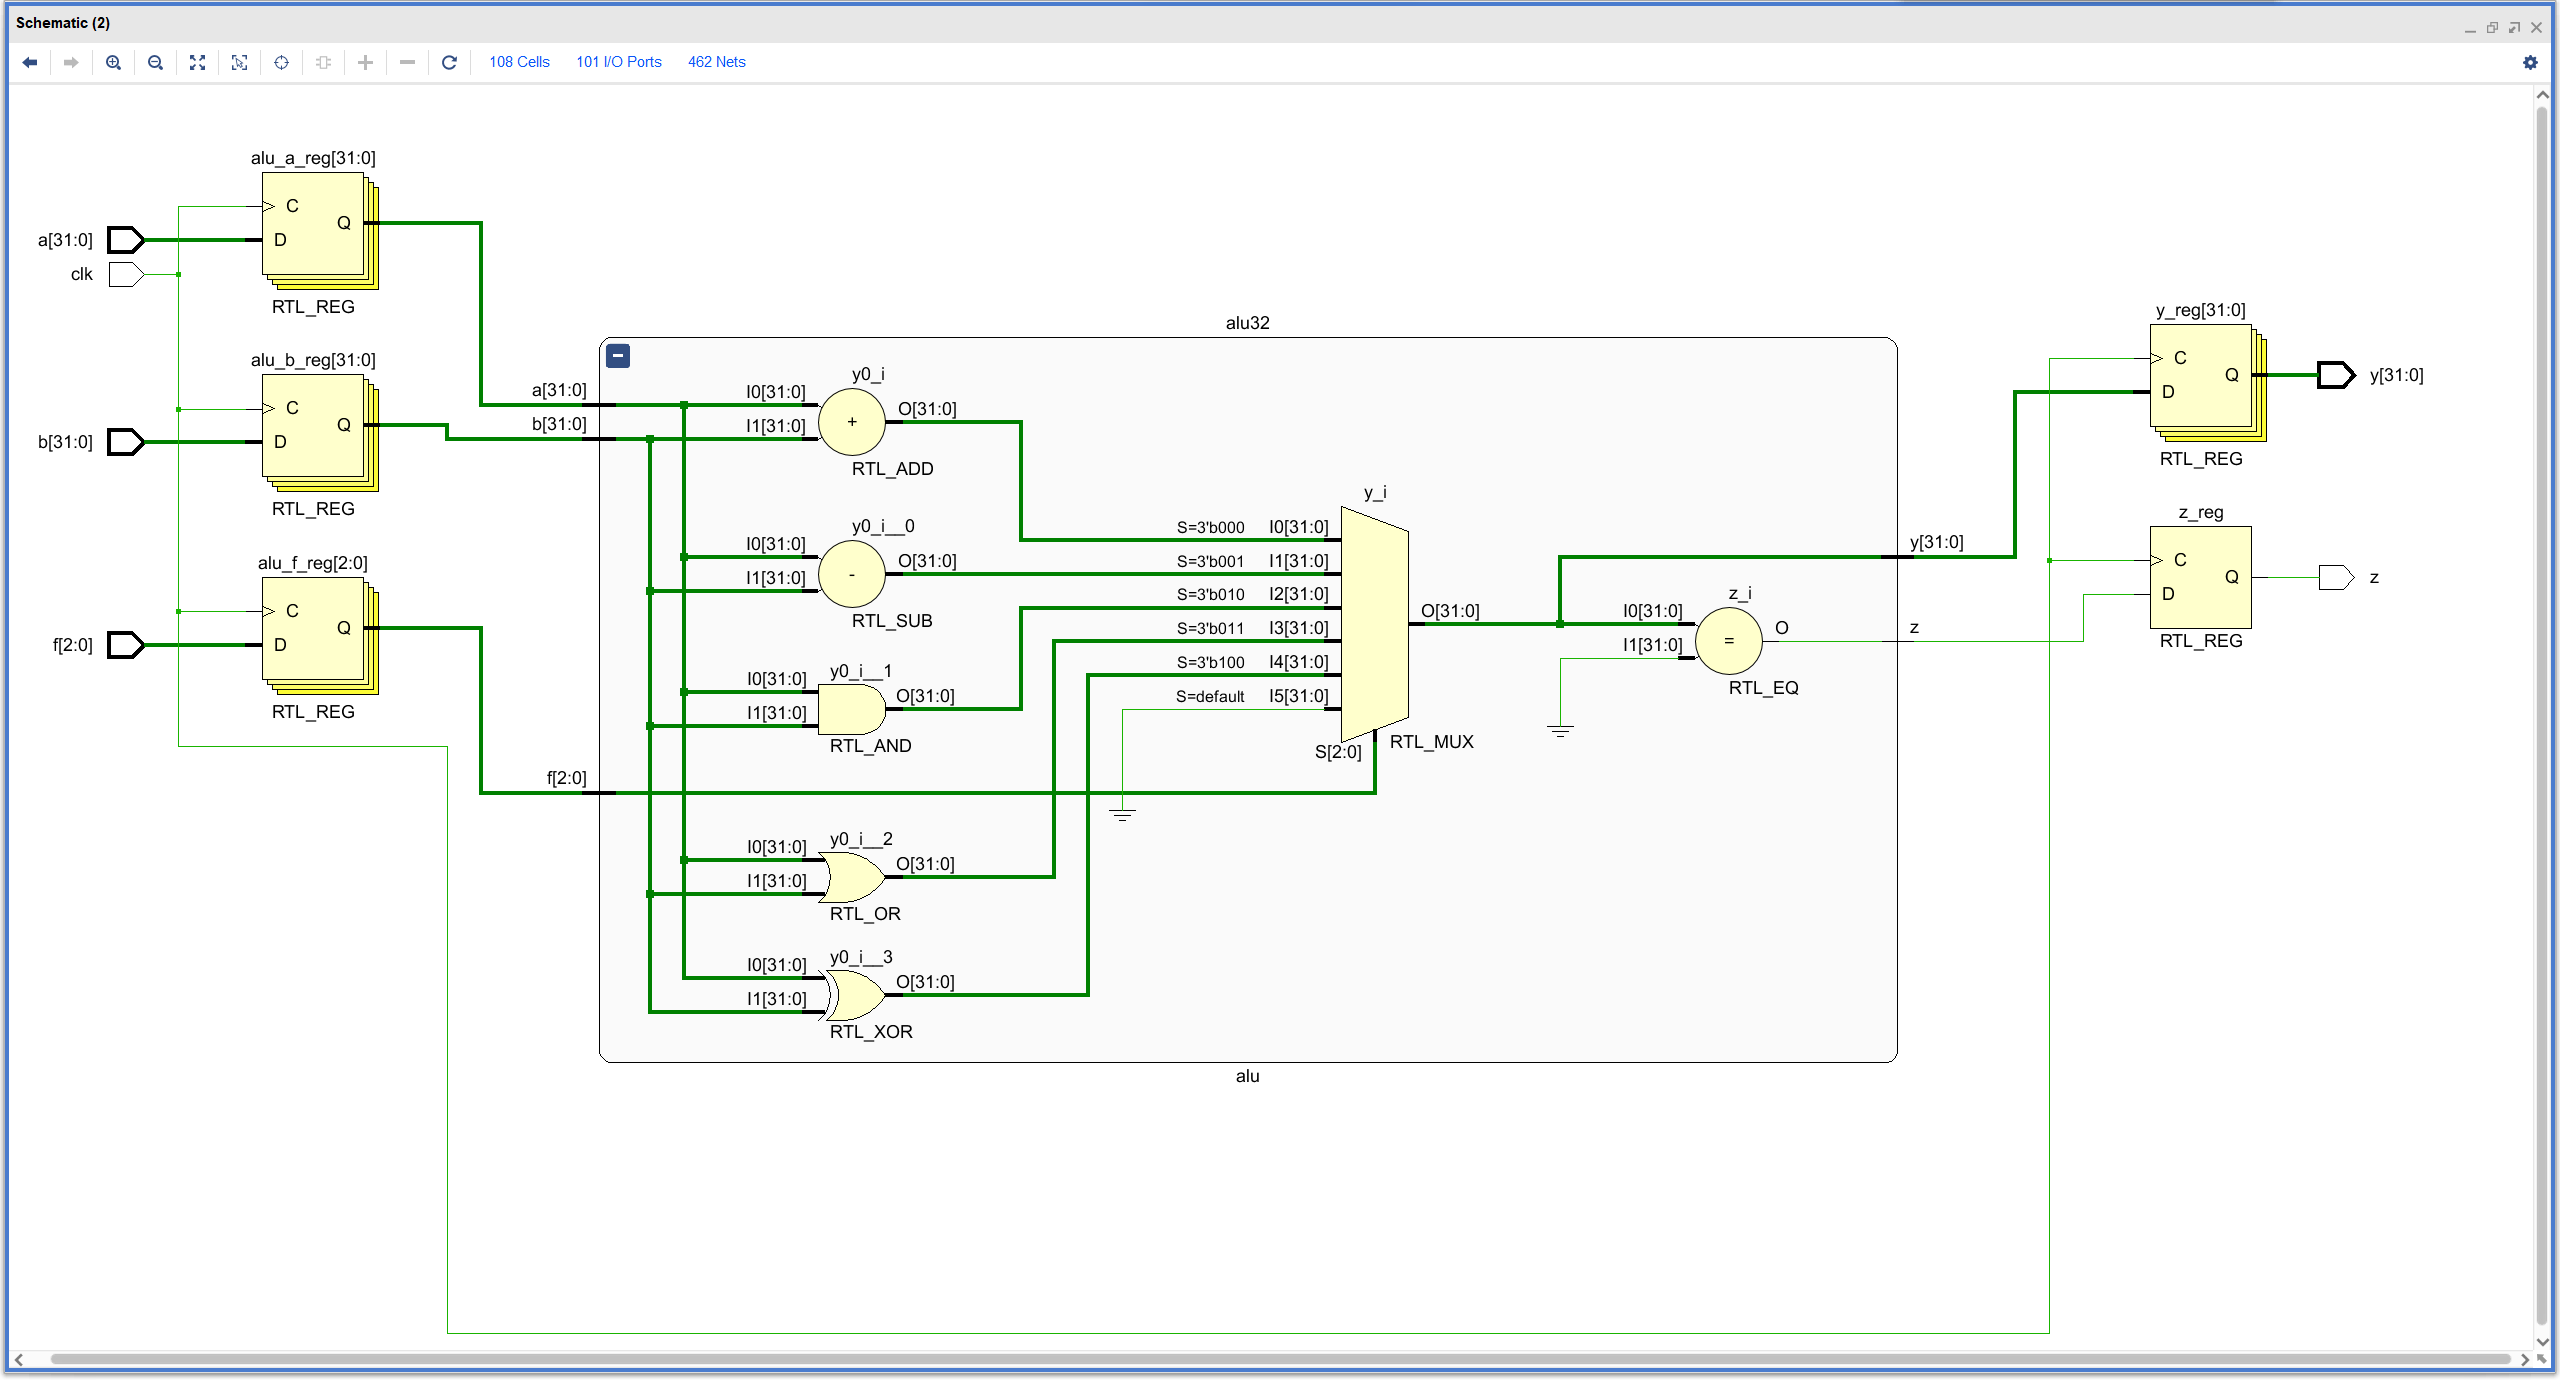 Schematic (2)
108 Cells 101 I/O Ports 462 Nets
alu_a_reg[31:0]
C
Q
D
RTL_REG
a[31:0]
clk
alu_b_reg[31:0]
C
Q
D
RTL_REG
b[31:0]
alu_f_reg[2:0]
C
Q
D
RTL_REG
f[2:0]
alu32
a[31:0]
b[31:0]
f[2:0]
y0_i
I0[31:0]
I1[31:0]
+
O[31:0]
RTL_ADD
y0_i__0
I0[31:0]
I1[31:0]
-
O[31:0]
RTL_SUB
y0_i__1
I0[31:0]
I1[31:0]
O[31:0]
RTL_AND
y0_i__2
I0[31:0]
I1[31:0]
O[31:0]
RTL_OR
y0_i__3
I0[31:0]
I1[31:0]
O[31:0]
RTL_XOR
y_i
S=3'b000 I0[31:0]
S=3'b001 I1[31:0]
S=3'b010 I2[31:0]
S=3'b011 I3[31:0]
S=3'b100 I4[31:0]
S=default I5[31:0]
S[2:0]
O[31:0]
RTL_MUX
z_i
I0[31:0]
I1[31:0]
=
O
RTL_EQ
y[31:0]
z
alu
y_reg[31:0]
C
Q
D
RTL_REG
y[31:0]
z_reg
C
Q
D
RTL_REG
z